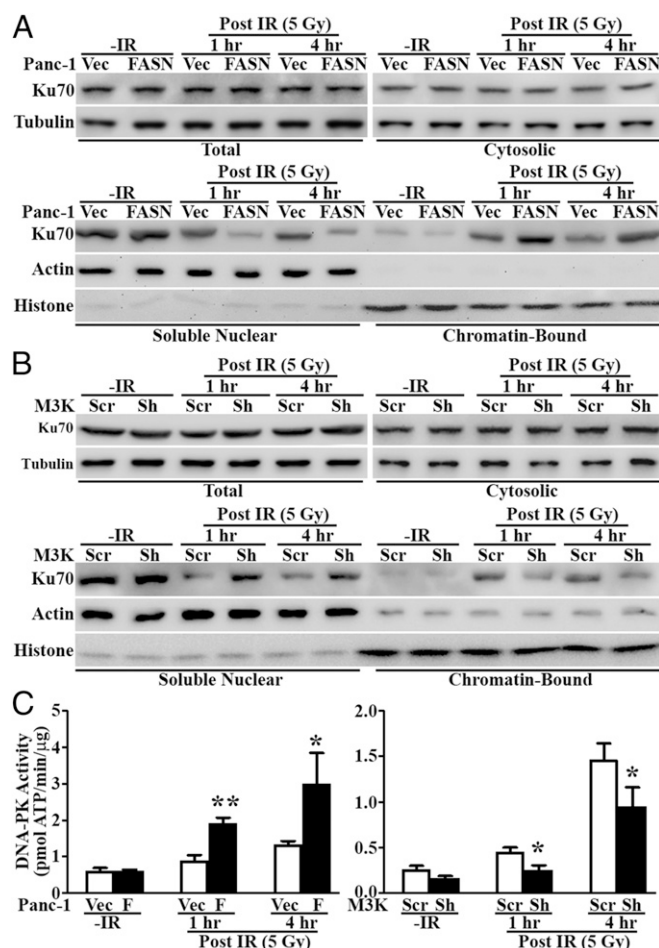 A
Post IR (5 Gy) Post IR (5 Gy)
-IR 1 hr 4 hr -IR 1 hr 4 hr
Panc-1 Vec FASN Vec FASN Vec FASN Vec FASN Vec FASN Vec FASN
Ku70
Tubulin
Total Cytosolic
Post IR (5 Gy) Post IR (5 Gy)
-IR 1 hr 4 hr -IR 1 hr 4 hr
Panc-1 Vec FASN Vec FASN Vec FASN Vec FASN Vec FASN Vec FASN
Ku70
Actin
Histone
Soluble Nuclear Chromatin-Bound
B
Post IR (5 Gy) Post IR (5 Gy)
-IR 1 hr 4 hr -IR 1 hr 4 hr
M3K Scr Sh Scr Sh Scr Sh Scr Sh Scr Sh Scr Sh
Ku70
Tubulin
Total Cytosolic
Post IR (5 Gy) Post IR (5 Gy)
-IR 1 hr 4 hr -IR 1 hr 4 hr
M3K Scr Sh Scr Sh Scr Sh Scr Sh Scr Sh Scr Sh
Ku70
Actin
Histone
Soluble Nuclear Chromatin-Bound
C
DNA-PK Activity
(pmol ATP/min/µg)
5
4
3
2
1
0
**
*
Panc-1 Vec F Vec F Vec F
-IR 1 hr 4 hr
Post IR (5 Gy)
2.0
1.5
1.0
0.5
0.0
*
*
M3K Scr Sh Scr Sh Scr Sh
-IR 1 hr 4 hr
Post IR (5 Gy)